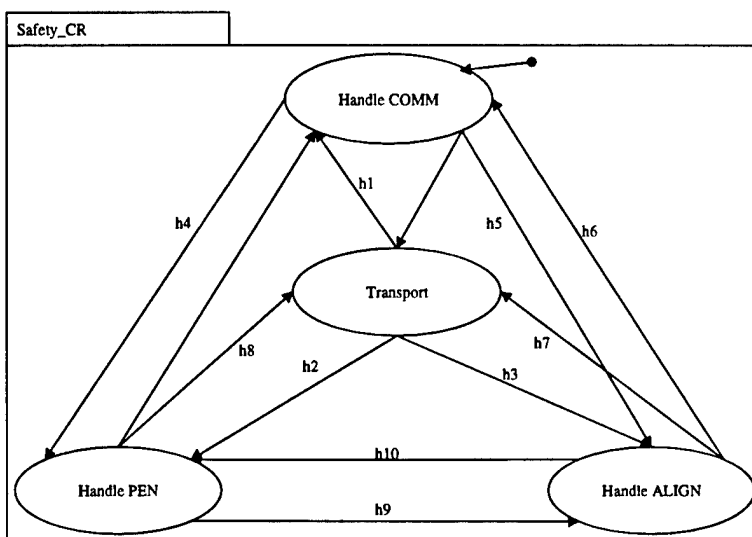 Safety_CR
Handle COMM
h1
h4
h5
h6
Transport
h8
h2
h3
h7
h10
Handle PEN
Handle ALIGN
h9